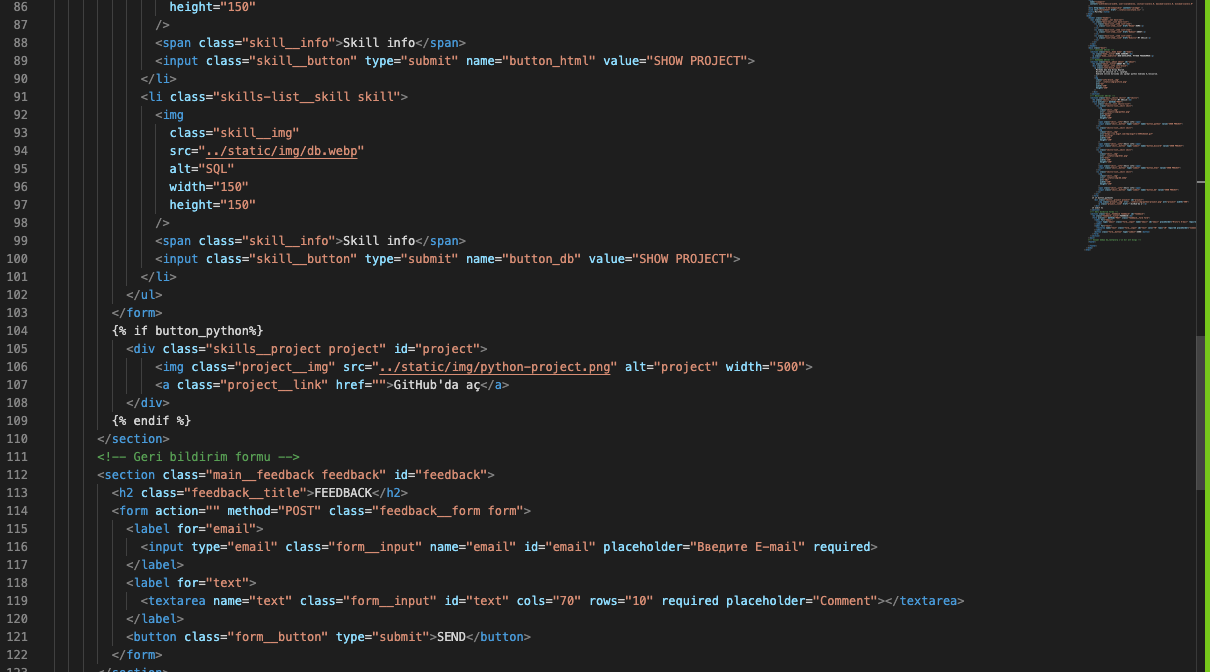 86 height="150"
87 />
88 <span class="skill__info">Skill info</span>
89 <input class="skill__button" type="submit" name="button_html" value="SHOW PROJECT">
90 </li>
91 <li class="skills-list__skill skill">
92 <img
93 class="skill__img"
94 src="../static/img/db.webp"
95 alt="SQL"
96 width="150"
97 height="150"
98 />
99 <span class="skill__info">Skill info</span>
100 <input class="skill__button" type="submit" name="button_db" value="SHOW PROJECT">
101 </li>
102 </ul>
103 </form>
104 {% if button_python%}
105 <div class="skills__project project" id="project">
106 <img class="project__img" src="../static/img/python-project.png" alt="project" width="500">
107 <a class="project__link" href="">GitHub'da aç</a>
108 </div>
109 {% endif %}
110 </section>
111 <!-- Geri bildirim formu -->
112 <section class="main__feedback feedback" id="feedback">
113 <h2 class="feedback__title">FEEDBACK</h2>
114 <form action="" method="POST" class="feedback__form form">
115 <label for="email">
116 <input type="email" class="form__input" name="email" id="email" placeholder="Введите E-mail" required>
117 </label>
118 <label for="text">
119 <textarea name="text" class="form__input" id="text" cols="70" rows="10" required placeholder="Comment"></textarea>
120 </label>
121 <button class="form__button" type="submit">SEND</button>
122 </form>
123 </section>